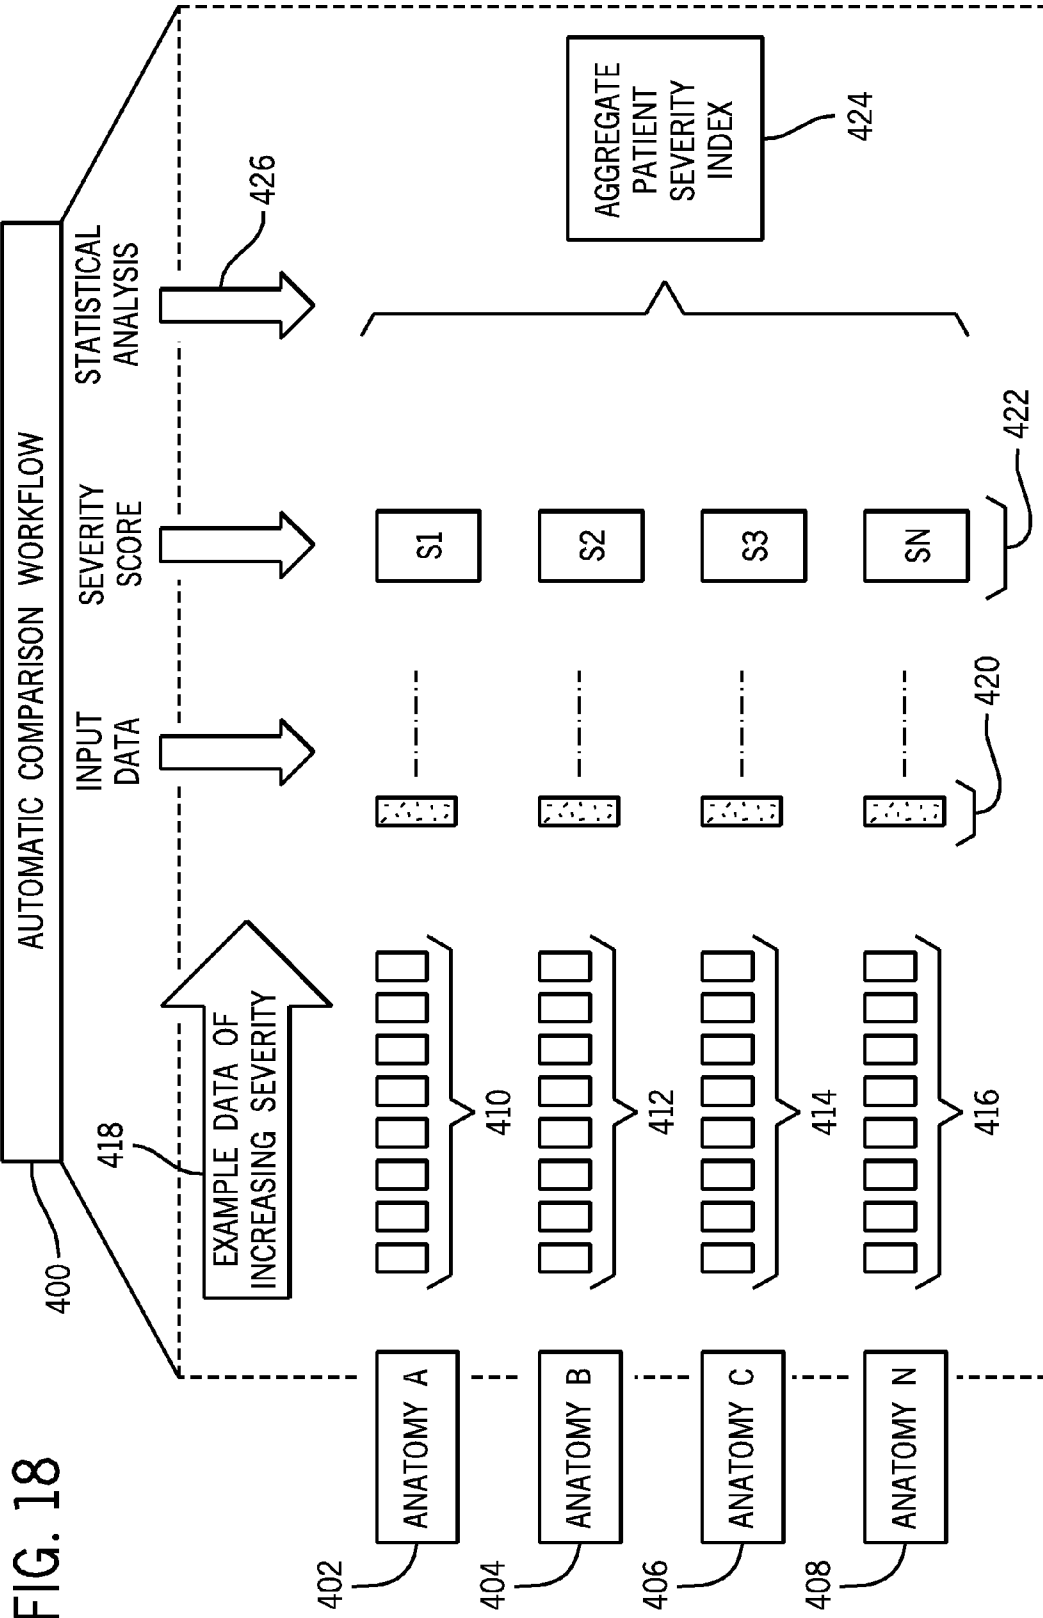 FIG. 18
400
AUTOMATIC COMPARISON WORKFLOW
418
EXAMPLE DATA OF
INCREASING SEVERITY
INPUT
DATA
SEVERITY
SCORE
STATISTICAL
ANALYSIS
426
402
ANATOMY A
410
S1
404
ANATOMY B
412
S2
406
ANATOMY C
414
S3
408
ANATOMY N
416
SN
420
422
AGGREGATE
PATIENT
SEVERITY
INDEX
424